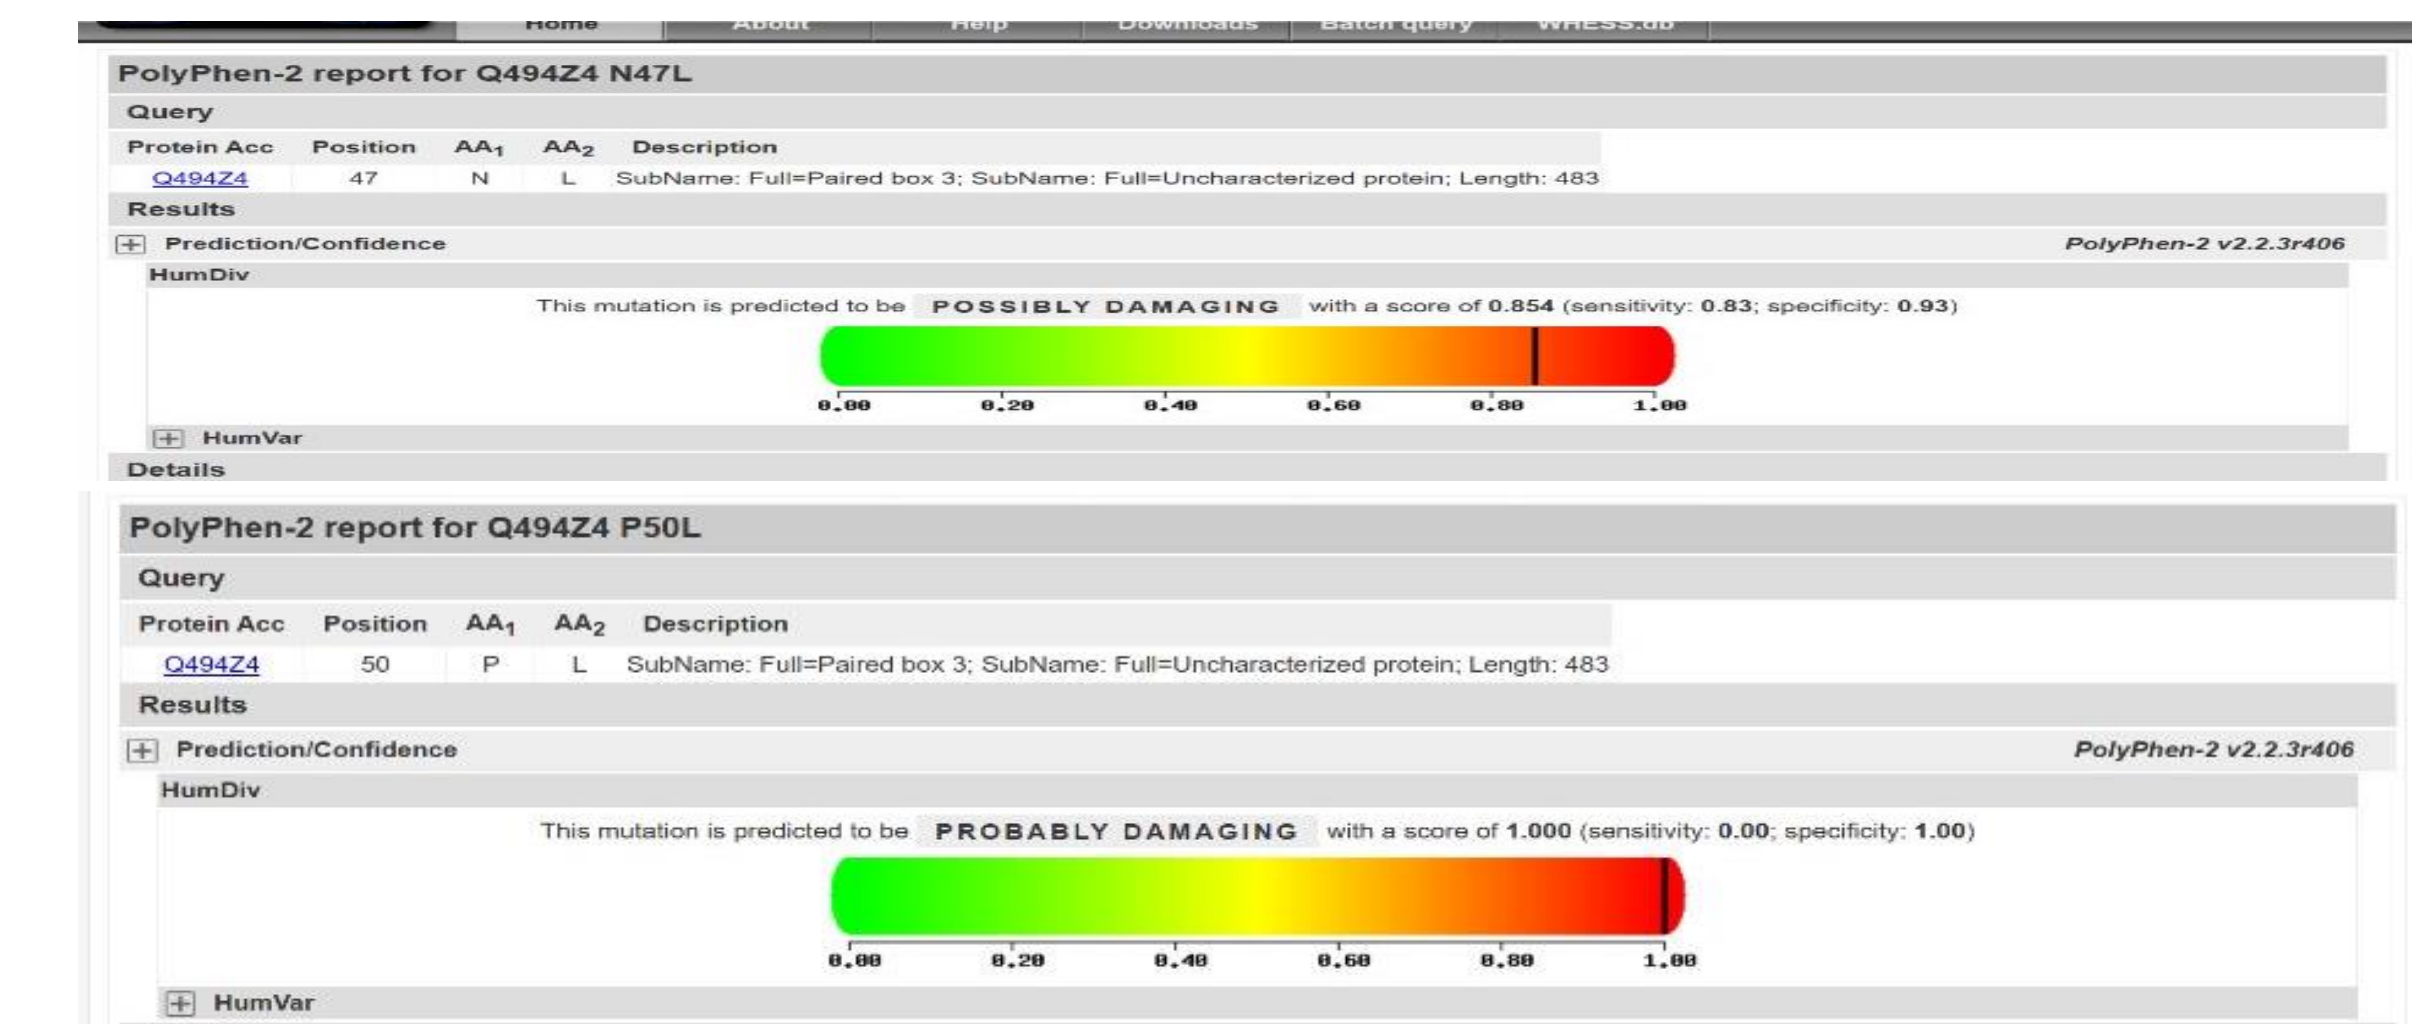 Home About Help Downloads Batch query WHESS.db
PolyPhen-2 report for Q494Z4 N47L
Query
Protein Acc Position AA1 AA2 Description
Q494Z4 47 N L SubName: Full=Paired box 3; SubName: Full=Uncharacterized protein; Length: 483
Results
Prediction/Confidence PolyPhen-2 v2.2.3r406
HumDiv
This mutation is predicted to be POSSIBLY DAMAGING with a score of 0.854 (sensitivity: 0.83; specificity: 0.93)
0.00 0.20 0.40 0.60 0.80 1.00
HumVar
Details
PolyPhen-2 report for Q494Z4 P50L
Query
Protein Acc Position AA1 AA2 Description
Q494Z4 50 P L SubName: Full=Paired box 3; SubName: Full=Uncharacterized protein; Length: 483
Results
Prediction/Confidence PolyPhen-2 v2.2.3r406
HumDiv
This mutation is predicted to be PROBABLY DAMAGING with a score of 1.000 (sensitivity: 0.00; specificity: 1.00)
0.00 0.20 0.40 0.60 0.80 1.00
HumVar